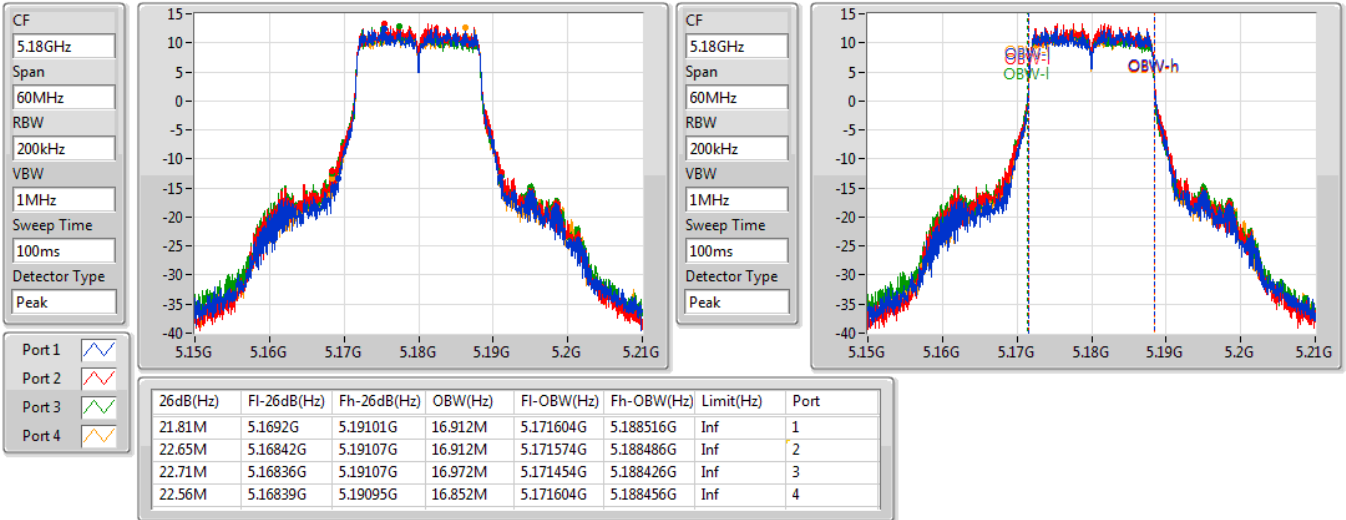 CF
5.18GHz
Span
60MHz
RBW
200kHz
VBW
1MHz
Sweep Time
100ms
Detector Type
Peak
15
10
5
0
-5
-10
-15
-20
-25
-30
-35
-40
5.15G 5.16G 5.17G 5.18G 5.19G 5.2G 5.21G
CF
5.18GHz
Span
60MHz
RBW
200kHz
VBW
1MHz
Sweep Time
100ms
Detector Type
Peak
15
10
5
0
-5
-10
-15
-20
-25
-30
-35
-40
OBW-l
OBW-l
OBW-l
OBW-h
5.15G 5.16G 5.17G 5.18G 5.19G 5.2G 5.21G
Port 1
Port 2
Port 3
Port 4
26dB(Hz) Fl-26dB(Hz) Fh-26dB(Hz) OBW(Hz) Fl-OBW(Hz) Fh-OBW(Hz) Limit(Hz) Port
21.81M 5.1692G 5.19101G 16.912M 5.171604G 5.188516G Inf 1
22.65M 5.16842G 5.19107G 16.912M 5.171574G 5.188486G Inf 2
22.71M 5.16836G 5.19107G 16.972M 5.171454G 5.188426G Inf 3
22.56M 5.16839G 5.19095G 16.852M 5.171604G 5.188456G Inf 4